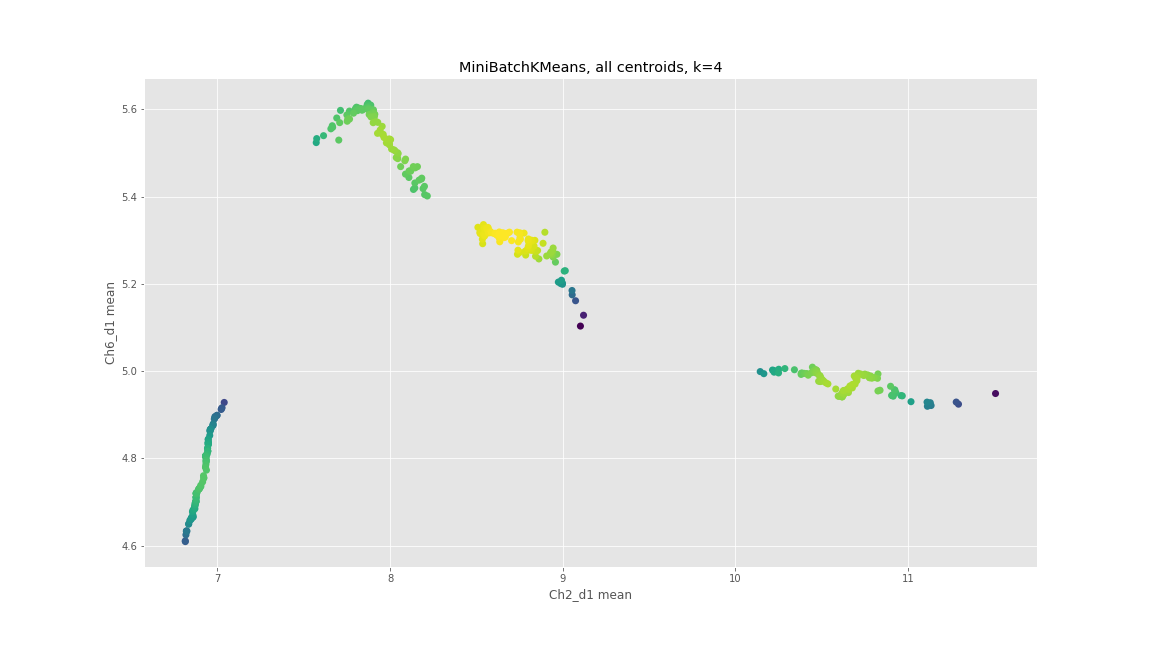 MiniBatchKMeans, all centroids, k=4
5.6
5.4
5.2
5.0
4.8
4.6
Ch6_d1 mean
7 8 9 10 11
Ch2_d1 mean